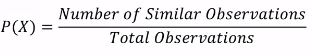 P(X) = Number of Similar Observations / Total Observations